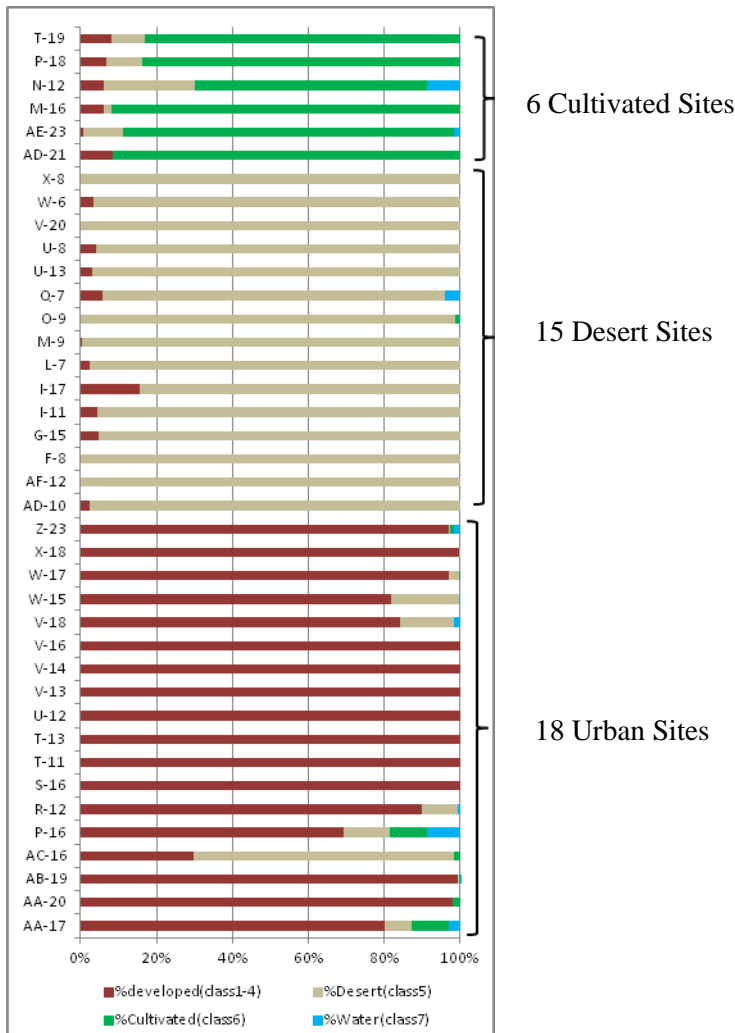 T-19
P-18
N-12
M-16
AE-23
AD-21
6 Cultivated Sites
X-8
W-6
V-20
U-8
U-13
Q-7
O-9
M-9
L-7
I-17
I-11
G-15
F-8
AF-12
AD-10
15 Desert Sites
Z-23
X-18
W-17
W-15
V-18
V-16
V-14
V-13
U-12
T-13
T-11
S-16
R-12
P-16
AC-16
AB-19
AA-20
AA-17
18 Urban Sites
0% 20% 40% 60% 80% 100%
%developed(class1-4) %Desert(class5)
%Cultivated(class6) %Water(class7)